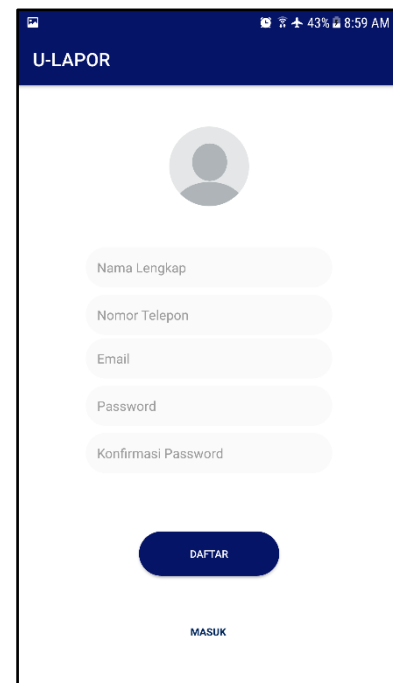 43% 8:59 AM
U-LAPOR
Nama Lengkap
Nomor Telepon
Email
Password
Konfirmasi Password
DAFTAR
MASUK